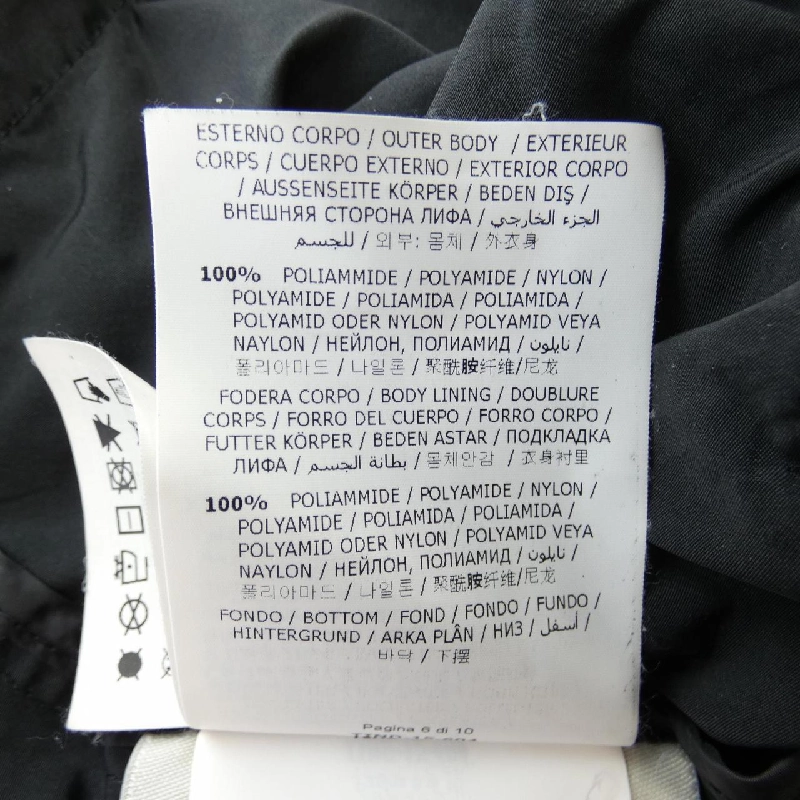 ESTERNO CORPO / OUTER BODY / EXTERIEUR
CORPS / CUERPO EXTERNO / EXTERIOR CORPO
/ AUSSENSEITE KÖRPER / BEDEN DIŞ /
ВНЕШНЯЯ СТОРОНА ЛИФА / الجزء الخارجي
للجسم / 외부: 몸체 / 外衣身
100% POLIAMMIDE / POLYAMIDE / NYLON /
POLYAMIDE / POLIAMIDA / POLIAMIDA /
POLYAMID ODER NYLON / POLYAMID VEYA
NAYLON / НЕЙЛОН, ПОЛИАМИД / نايلون /
폴리아마드 / 나일론 / 聚酰胺纤维/尼龙
FODERA CORPO / BODY LINING / DOUBLURE
CORPS / FORRO DEL CUERPO / FORRO CORPO /
FUTTER KÖRPER / BEDEN ASTAR / ПОДКЛАДКА
ЛИФА / بطانة الجسم / 몸체안감 / 衣身衬里
100% POLIAMMIDE / POLYAMIDE / NYLON /
POLYAMIDE / POLIAMIDA / POLIAMIDA /
POLYAMID ODER NYLON / POLYAMID VEYA
NAYLON / НЕЙЛОН, ПОЛИАМИД / نايلون /
폴리아마드 / 나일론 / 聚酰胺纤维/尼龙
FONDO / BOTTOM / FOND / FONDO / FUNDO /
HINTERGRUND / ARKA PLÂN / НИЗ / أسفل /
바닥 / 下摆
Pagina 6 di 10